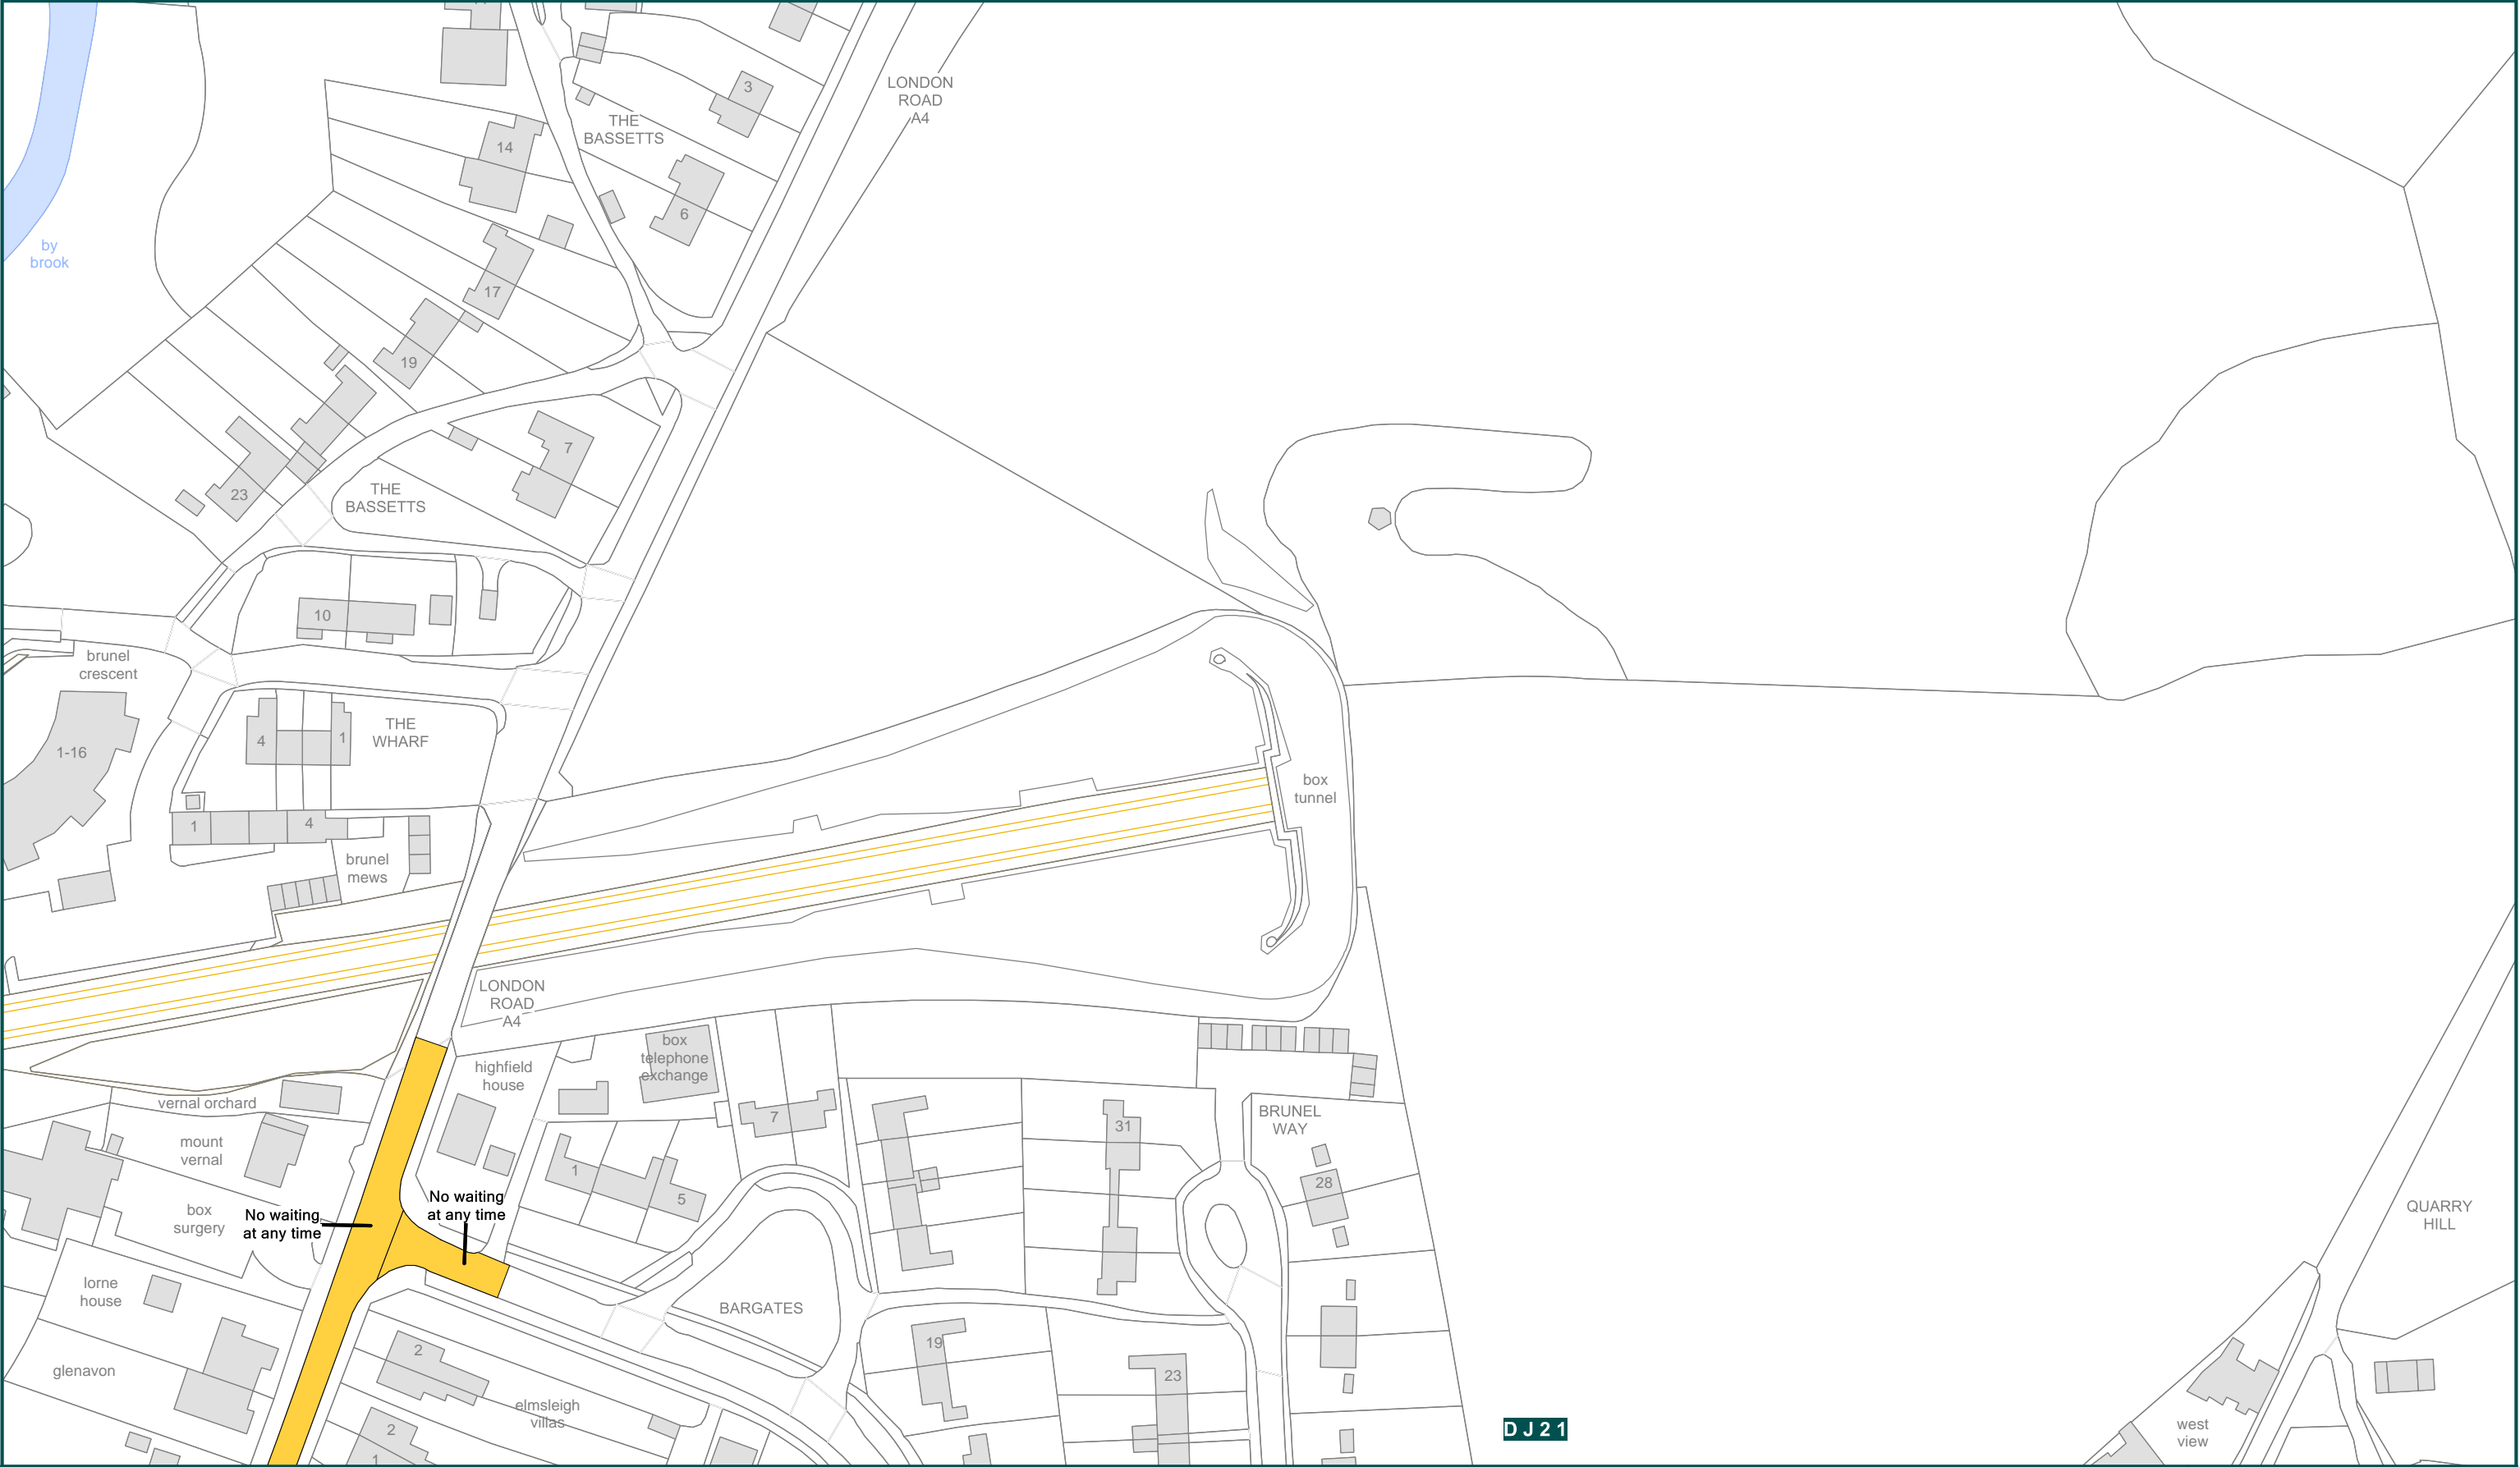 LONDON
ROAD
A4
3
THE
BASSETTS
14
6
by
brook
17
19
7
23
THE
BASSETTS
10
brunel
crescent
THE
WHARF
4
1
1-16
box
tunnel
1
4
brunel
mews
LONDON
ROAD
A4
box
telephone
exchange
highfield
house
vernal orchard
7
BRUNEL
WAY
31
mount
vernal
1
5
28
No waiting
at any time
No waiting
at any time
box
surgery
QUARRY
HILL
lorne
house
BARGATES
19
2
glenavon
23
elmsleigh
villas
2
1
DJ21
west
view